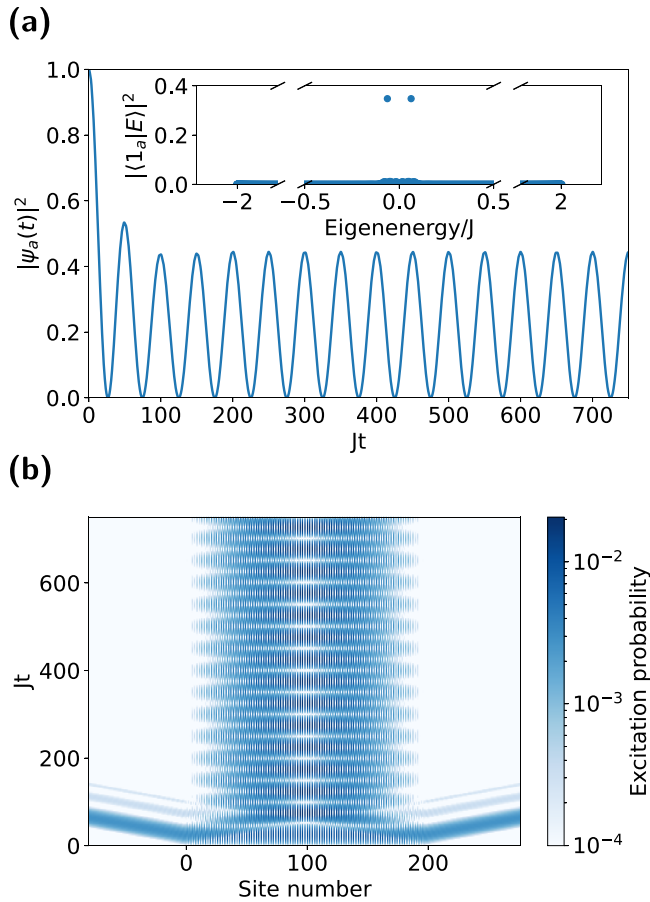 (a)
1.0
0.8
0.6
0.4
0.2
0.0
|ψₐ(t)|²
0.4
0.2
0.0
|⟨1ₐ|E⟩|²
−2 −0.5 0.0 0.5 2
Eigenenergy/J
0 100 200 300 400 500 600 700
Jt
(b)
600
400
200
0
Jt
0 100 200
Site number
10⁻²
10⁻³
10⁻⁴
Excitation probability